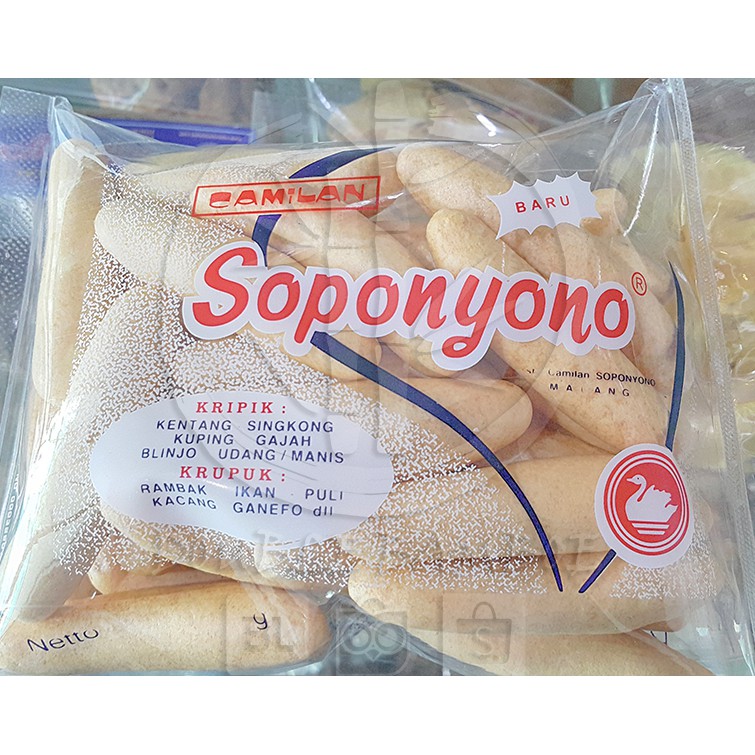 CAMiLAN
BARU
Soponyono®
Camilan SOPONYONO
MALANG
KRIPIK :
KENTANG SINGKONG
KUPING GAJAH
BLINJO UDANG/MANIS
KRUPUK :
RAMBAK IKAN PULI
KACANG GANEFO dll
Netto g